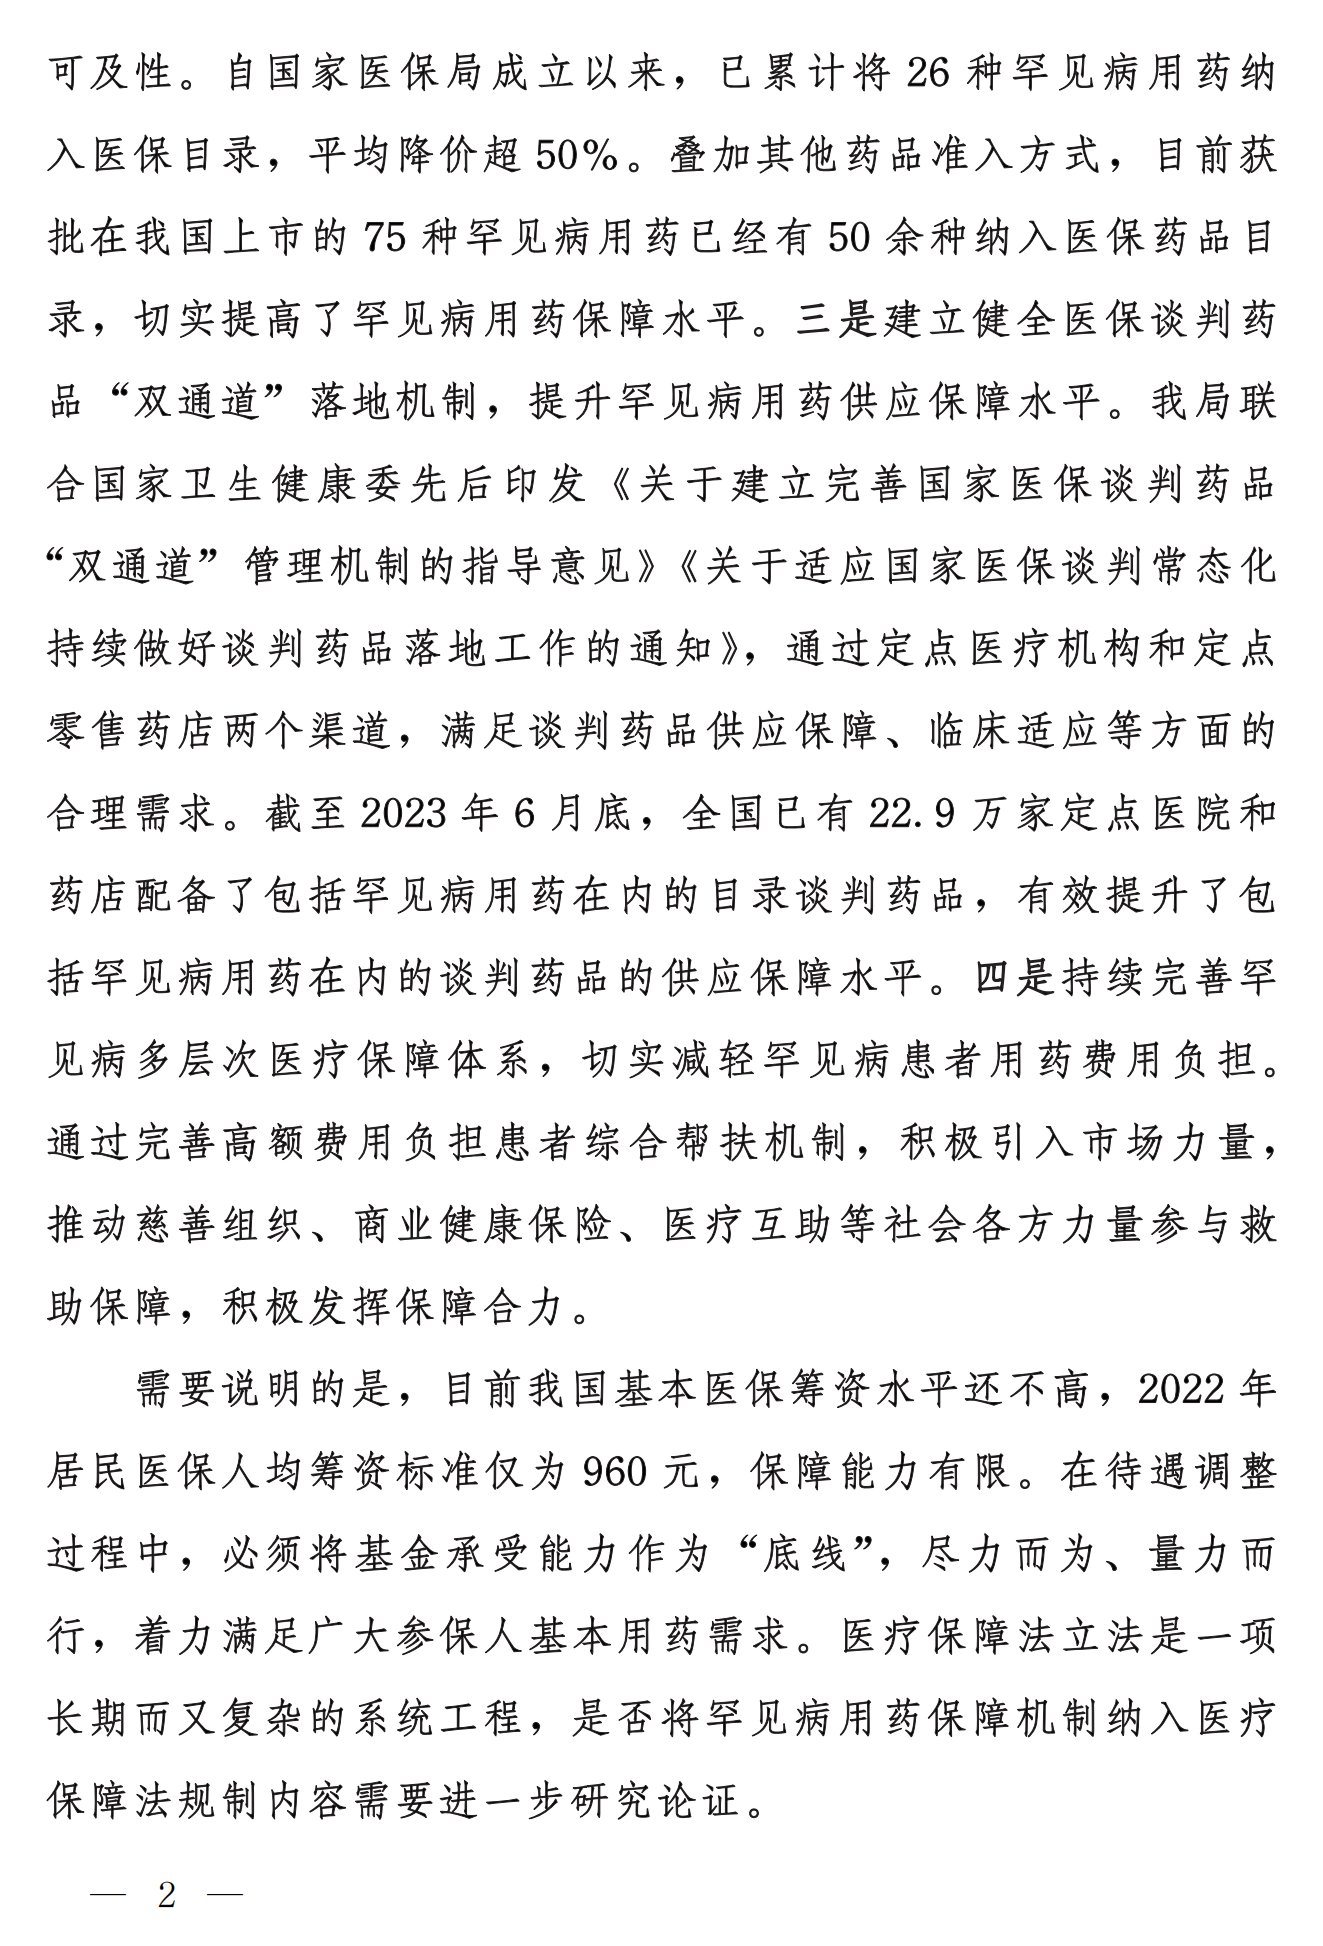 可及性。自国家医保局成立以来，已累计将 26 种罕见病用药纳
入医保目录，平均降价超 50%。叠加其他药品准入方式，目前获
批在我国上市的 75 种罕见病用药已经有 50 余种纳入医保药品目
录，切实提高了罕见病用药保障水平。三是建立健全医保谈判药
品“双通道”落地机制，提升罕见病用药供应保障水平。我局联
合国家卫生健康委先后印发《关于建立完善国家医保谈判药品
“双通道”管理机制的指导意见》《关于适应国家医保谈判常态化
持续做好谈判药品落地工作的通知》，通过定点医疗机构和定点
零售药店两个渠道，满足谈判药品供应保障、临床适应等方面的
合理需求。截至 2023 年 6 月底，全国已有 22.9 万家定点医院和
药店配备了包括罕见病用药在内的目录谈判药品，有效提升了包
括罕见病用药在内的谈判药品的供应保障水平。四是持续完善罕
见病多层次医疗保障体系，切实减轻罕见病患者用药费用负担。
通过完善高额费用负担患者综合帮扶机制，积极引入市场力量，
推动慈善组织、商业健康保险、医疗互助等社会各方力量参与救
助保障，积极发挥保障合力。
需要说明的是，目前我国基本医保筹资水平还不高，2022 年
居民医保人均筹资标准仅为 960 元，保障能力有限。在待遇调整
过程中，必须将基金承受能力作为“底线”，尽力而为、量力而
行，着力满足广大参保人基本用药需求。医疗保障法立法是一项
长期而又复杂的系统工程，是否将罕见病用药保障机制纳入医疗
保障法规制内容需要进一步研究论证。
— 2 —